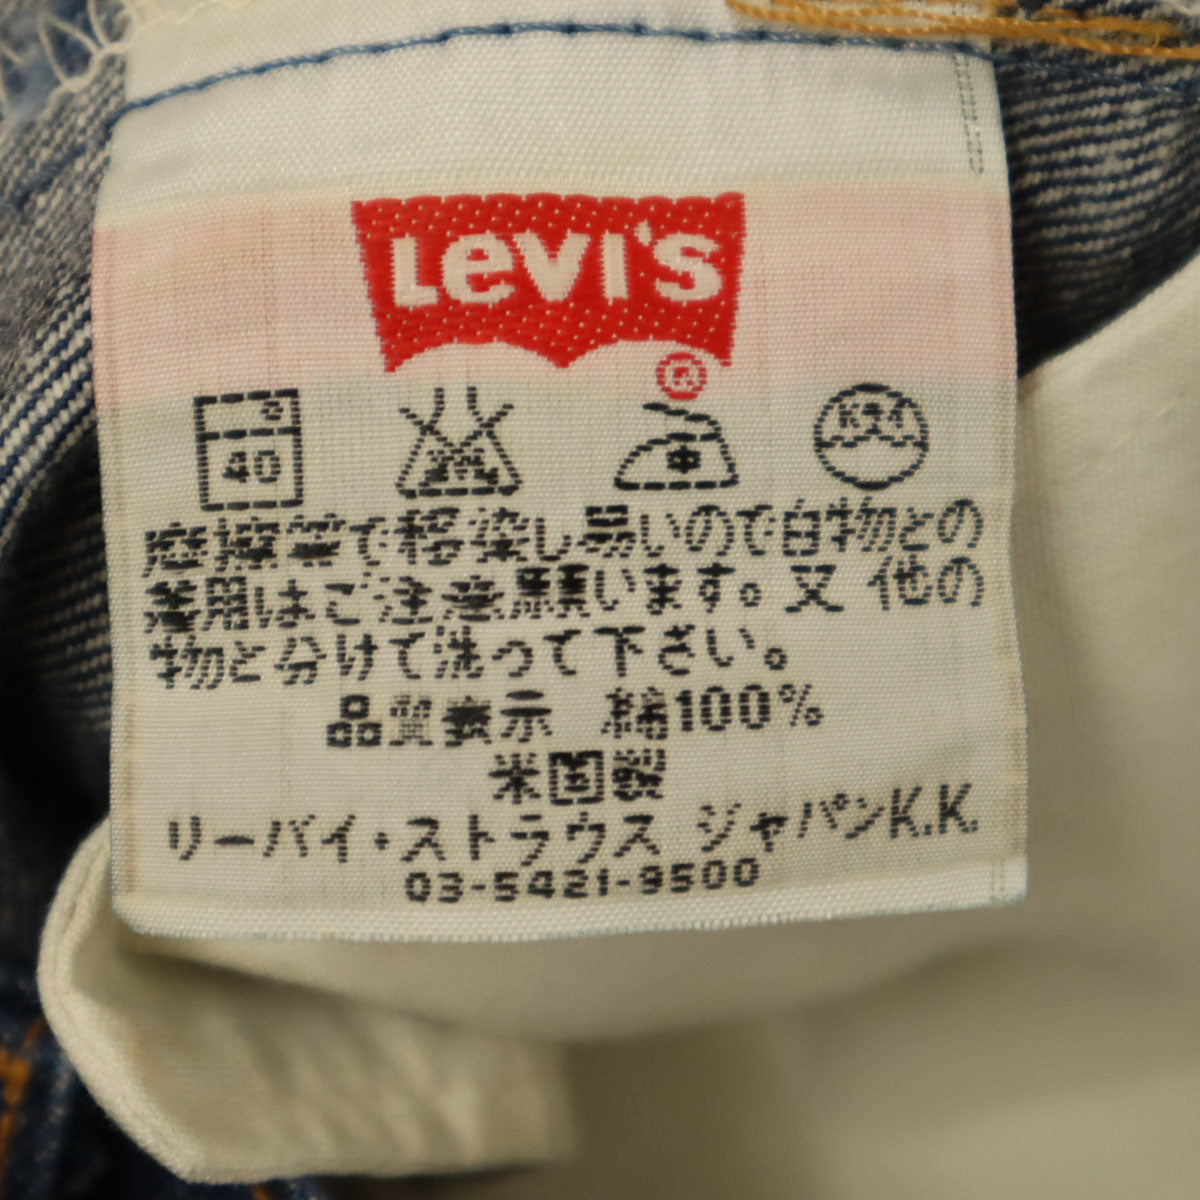 Levi's
®
40
中
摩擦等で移染し易いので白物との
着用はご注意願います。又 他の
物と分けて洗って下さい。
品質表示 綿100%
米国製
リーバイ・ストラウス ジャパンK.K.
03-5421-9500